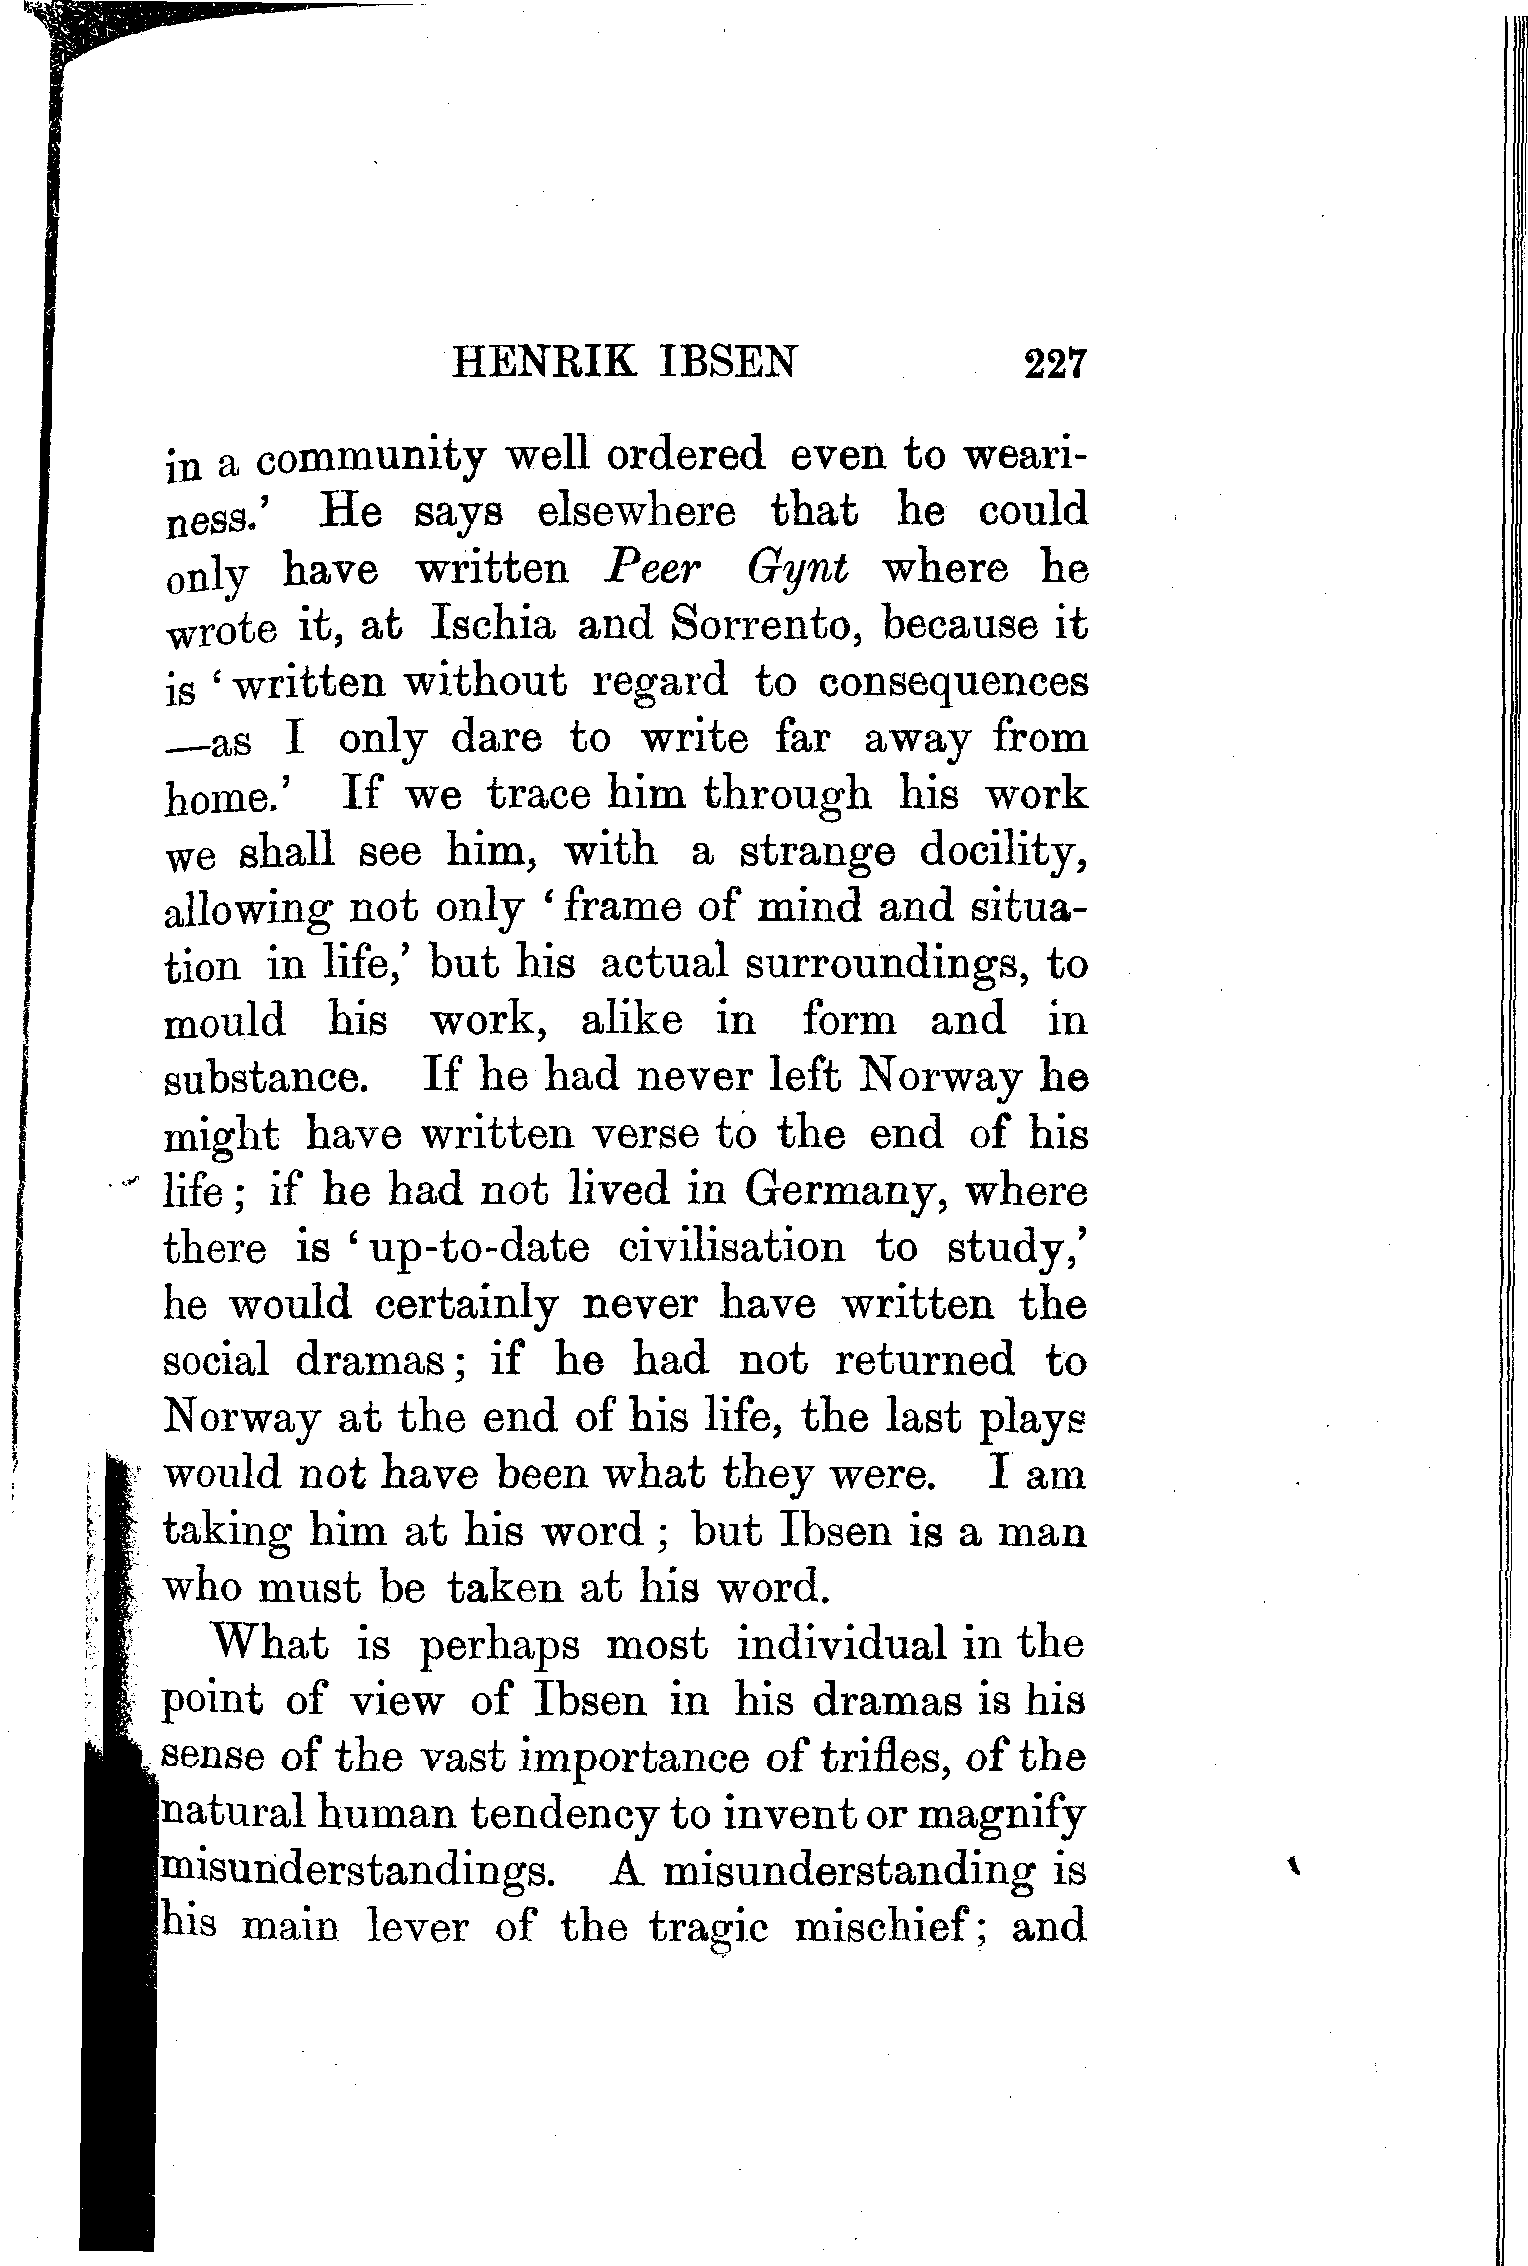 HENRIK IBSEN 227
in a community well ordered even to weari-
ness.' He says elsewhere that he could
only have written Peer Gynt where he
wrote it, at Ischia and Sorrento, because it
is 'written without regard to consequences
—as I only dare to write far away from
home.' If we trace him through his work
we shall see him, with a strange docility,
allowing not only 'frame of mind and situa-
tion in life,' but his actual surroundings, to
mould his work, alike in form and in
substance. If he had never left Norway he
might have written verse to the end of his
life; if he had not lived in Germany, where
there is 'up-to-date civilisation to study,'
he would certainly never have written the
social dramas; if he had not returned to
Norway at the end of his life, the last plays
would not have been what they were. I am
taking him at his word; but Ibsen is a man
who must be taken at his word.
What is perhaps most individual in the
point of view of Ibsen in his dramas is his
sense of the vast importance of trifles, of the
natural human tendency to invent or magnify
misunderstandings. A misunderstanding is
his main lever of the tragic mischief; and